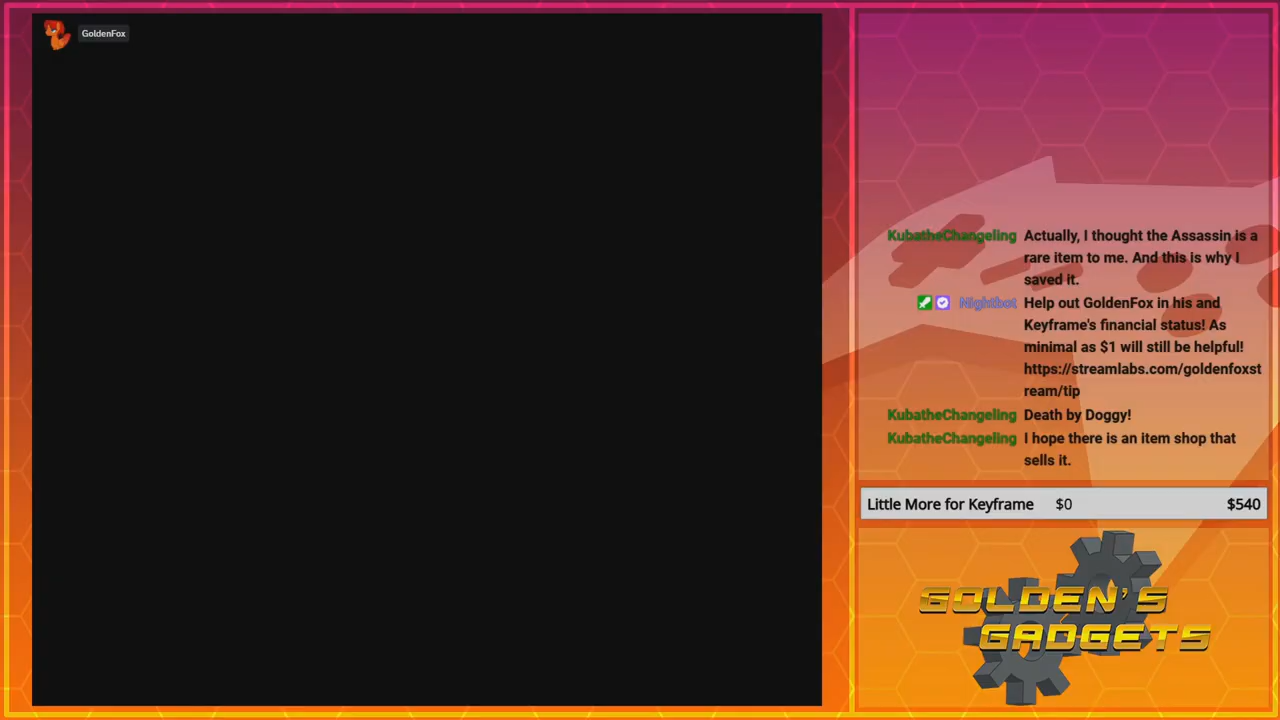 GoldenFox
KubatheChangeling Actually, I thought the Assassin is a
rare item to me. And this is why I
saved it.
Nightbot Help out GoldenFox in his and
Keyframe's financial status! As
minimal as $1 will still be helpful!
https://streamlabs.com/goldenfoxst
ream/tip
KubatheChangeling Death by Doggy!
KubatheChangeling I hope there is an item shop that
sells it.
Little More for Keyframe $0 $540
GOLDEN'S
GADGETS